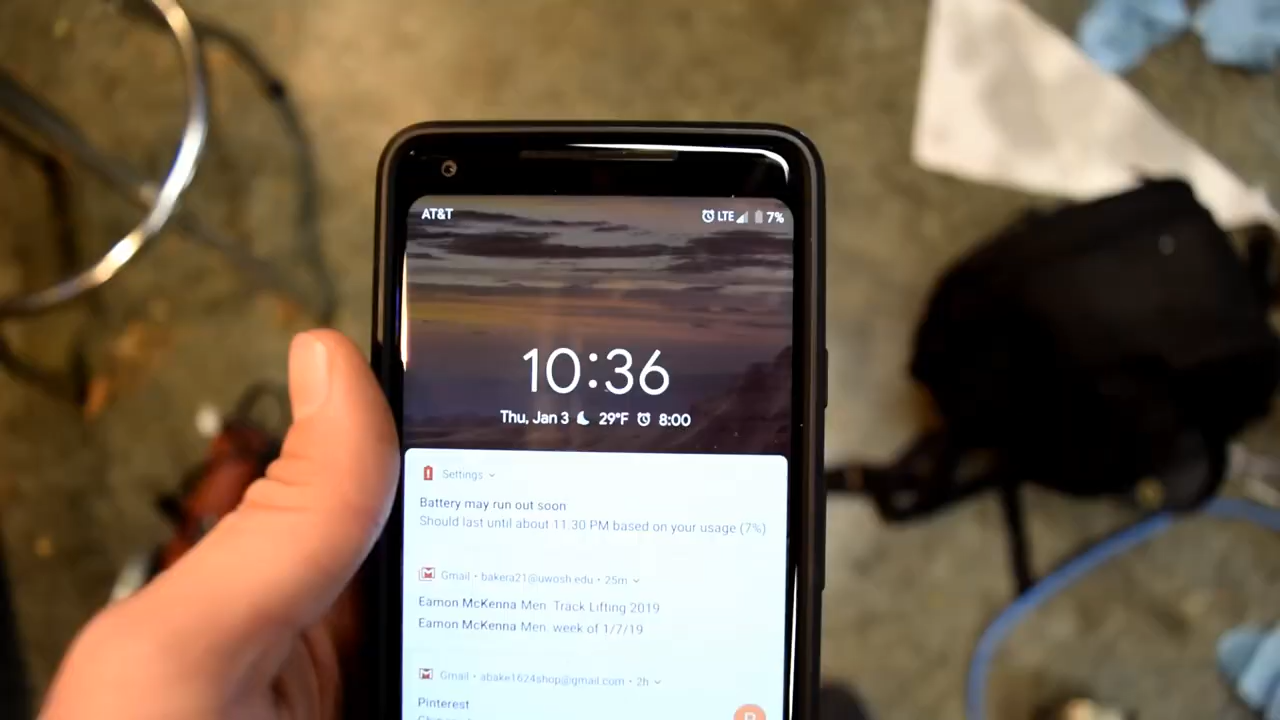 AT&T LTE 7%
10:36
Thu, Jan 3 29°F 8:00
Settings
Battery may run out soon
Should last until about 11:30 PM based on your usage (7%)
Gmail • bakera21@uwosh.edu • 25m
Eamon McKenna Men. Track Lifting 2019
Eamon McKenna Men. week of 1/7/19
Gmail • abake1624shop@gmail.com • 2h
Pinterest
P